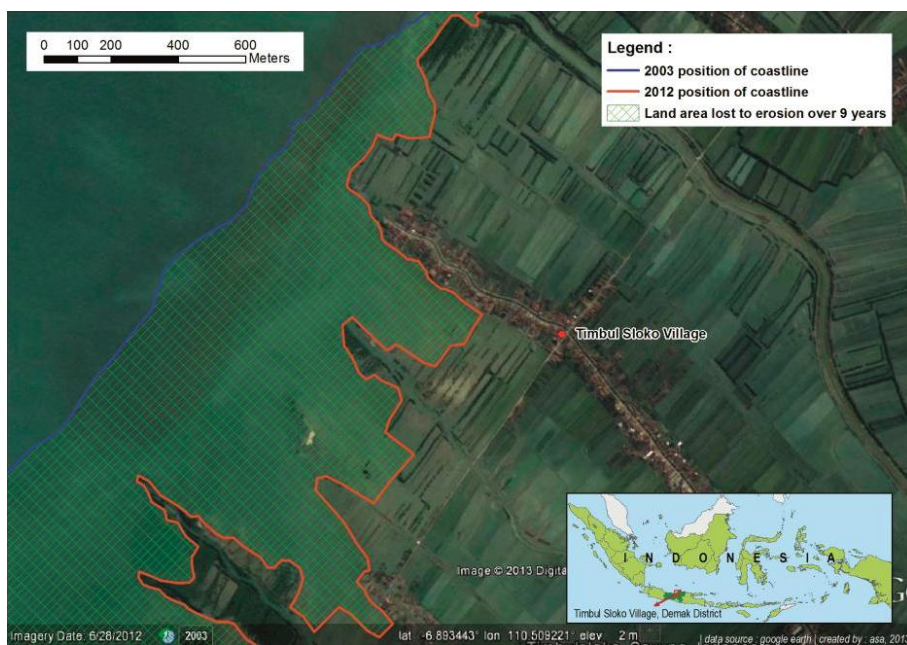 0 100 200 400 600
Meters
Legend :
2003 position of coastline
2012 position of coastline
Land area lost to erosion over 9 years
Timbul Sloko Village
INDONESIA
Timbul Sloko Village, Demak District
Image © 2013 Digita
Imagery Date: 6/28/2012
2003
lat -6.893443° lon 110.509221° elev 2 m
| data source : google earth | created by : asa, 2013